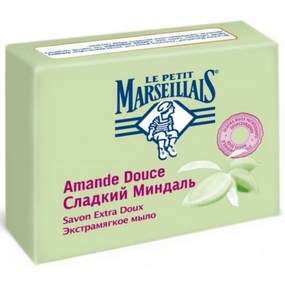 LE PETIT
MARSEILLAIS
Amande Douce
Сладкий Миндаль
Savon Extra Doux
Экстрамягкое мыло